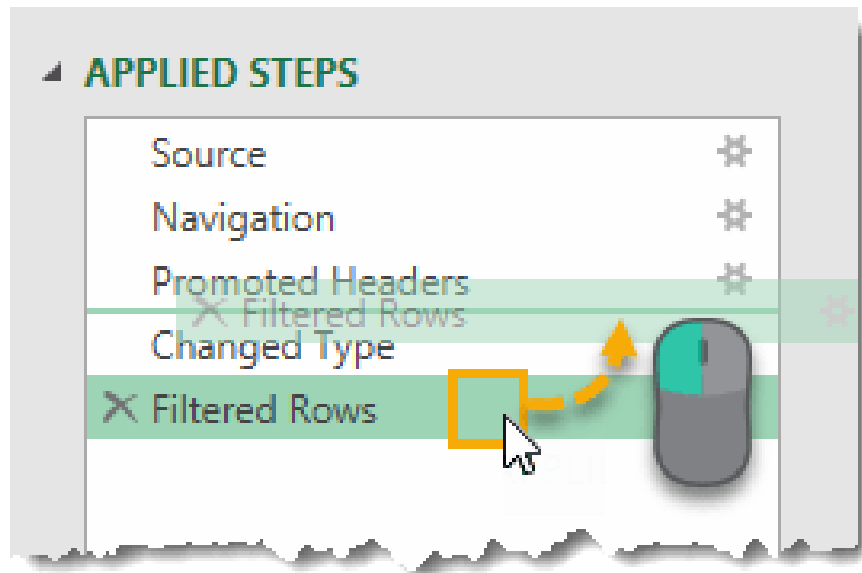 APPLIED STEPS
Source
Navigation
Promoted Headers
Filtered Rows
Changed Type
Filtered Rows